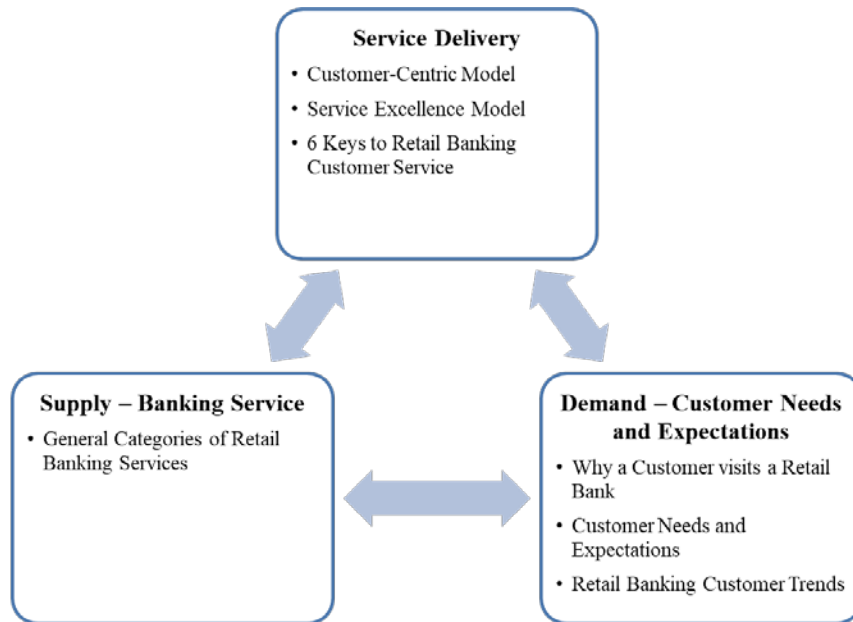 Service Delivery
• Customer-Centric Model
• Service Excellence Model
• 6 Keys to Retail Banking
Customer Service
Supply – Banking Service
• General Categories of Retail
Banking Services
Demand – Customer Needs
and Expectations
• Why a Customer visits a Retail
Bank
• Customer Needs and
Expectations
• Retail Banking Customer Trends